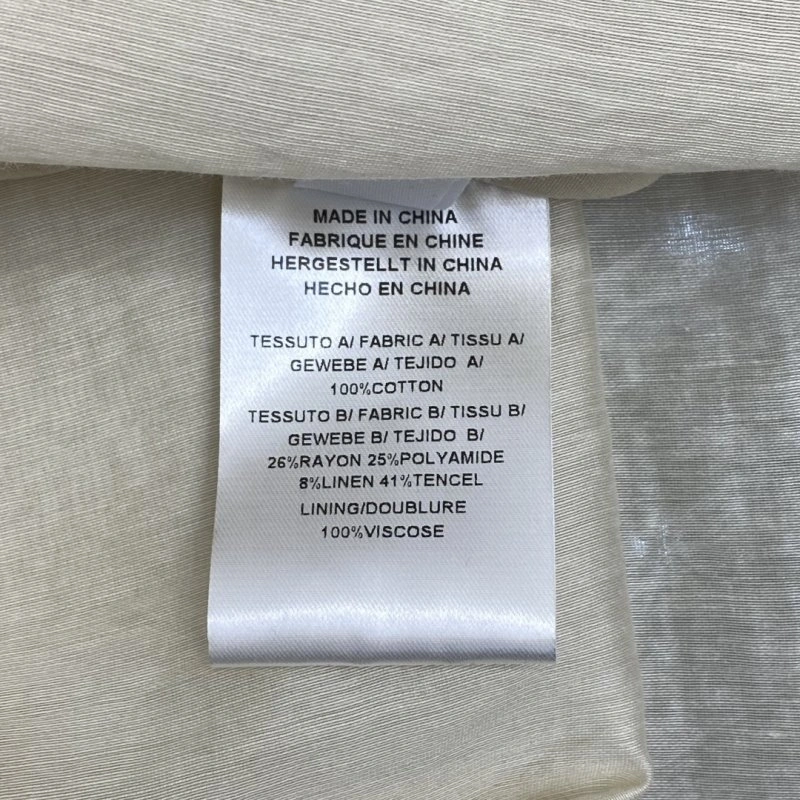 MADE IN CHINA
FABRIQUE EN CHINE
HERGESTELLT IN CHINA
HECHO EN CHINA
TESSUTO A/ FABRIC A/ TISSU A/
GEWEBE A/ TEJIDO A/
100%COTTON
TESSUTO B/ FABRIC B/ TISSU B/
GEWEBE B/ TEJIDO B/
26%RAYON 25%POLYAMIDE
8%LINEN 41%TENCEL
LINING/DOUBLURE
100%VISCOSE